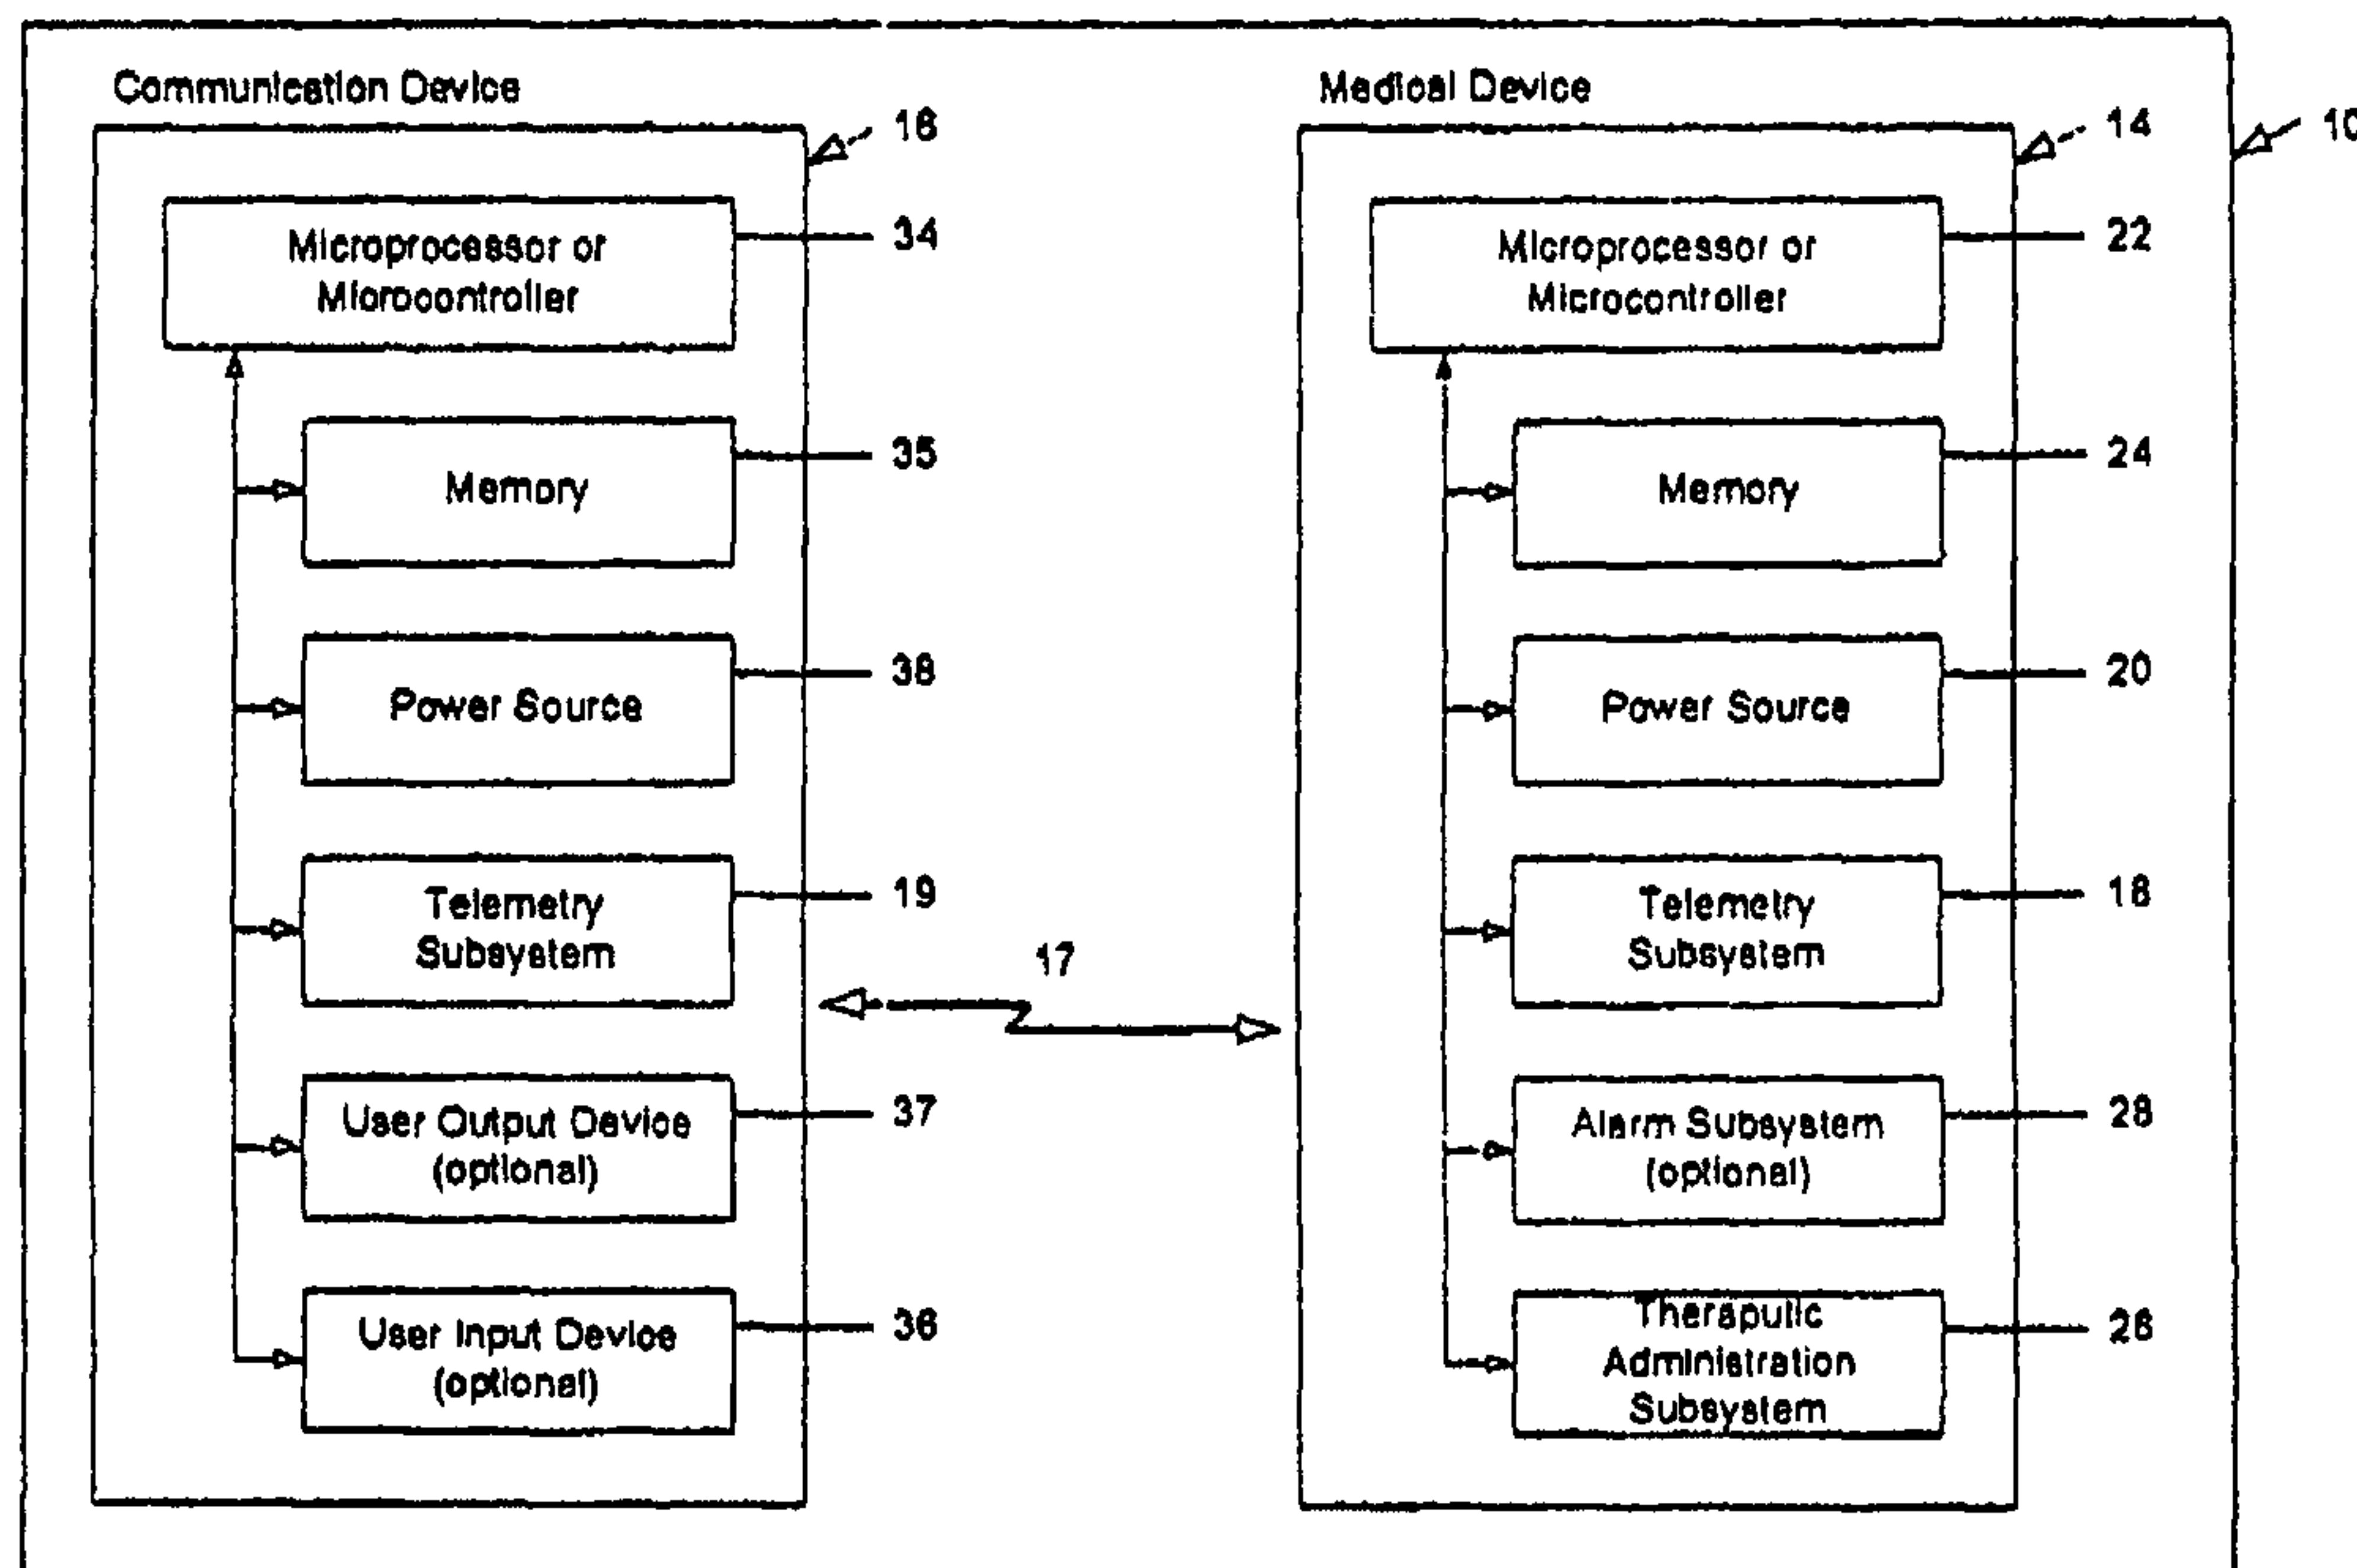 Communication Device
16
Microprocessor or
Microcontroller
34
Memory
35
Power Source
38
Telemetry
Subsystem
19
User Output Device
(optional)
37
User Input Device
(optional)
36
17
Medical Device
14
10
Microprocessor or
Microcontroller
22
Memory
24
Power Source
20
Telemetry
Subsystem
18
Alarm Subsystem
(optional)
28
Theraputic
Administration
Subsystem
26